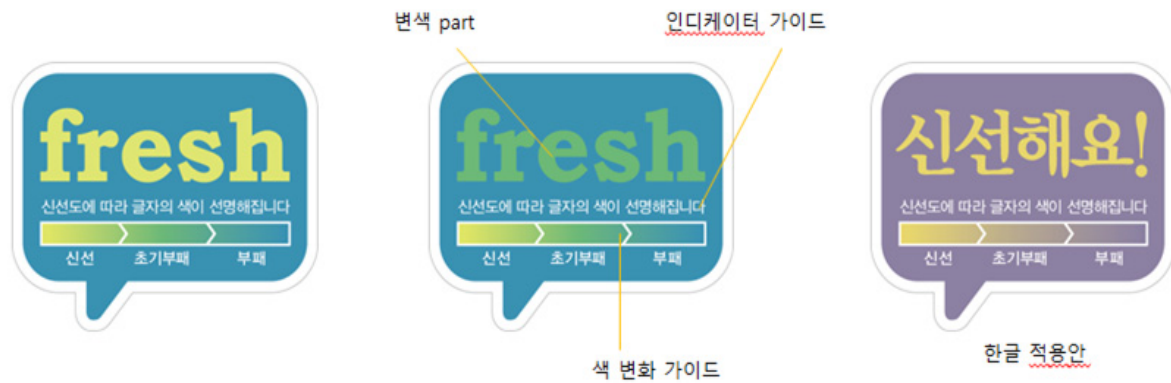 변색 part
인디케이터 가이드
fresh
신선도에 따라 글자의 색이 선명해집니다
신선
초기부패
부패
fresh
신선도에 따라 글자의 색이 선명해집니다
신선
초기부패
부패
신선해요!
신선도에 따라 글자의 색이 선명해집니다
신선
초기부패
부패
색 변화 가이드
한글 적용안